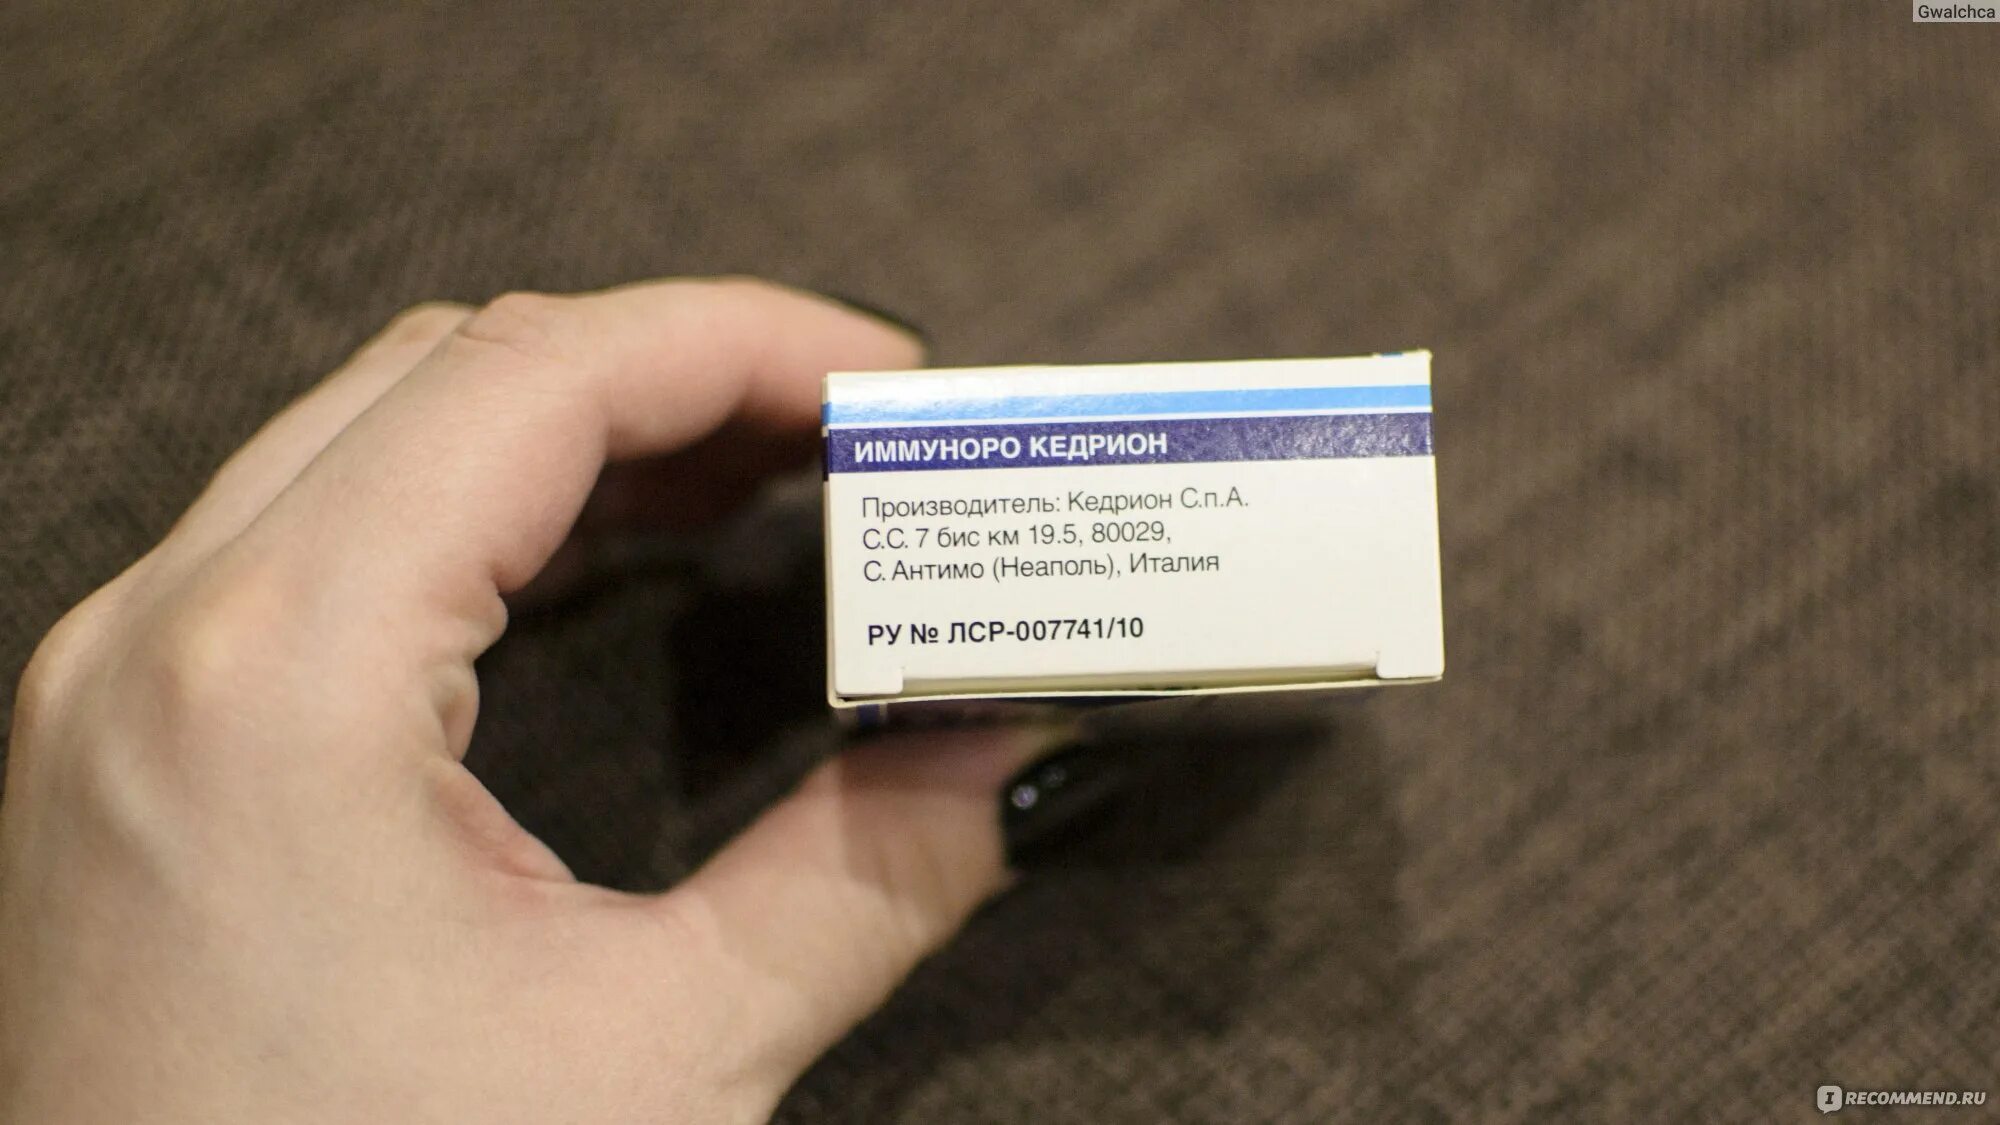 Gwalchca
ИММУНОРО КЕДРИОН
Производитель: Кедрион С.п.А.
С.С. 7 бис км 19.5, 80029,
С. Антимо (Неаполь), Италия
РУ № ЛСР-007741/10
I RECOMMEND.RU